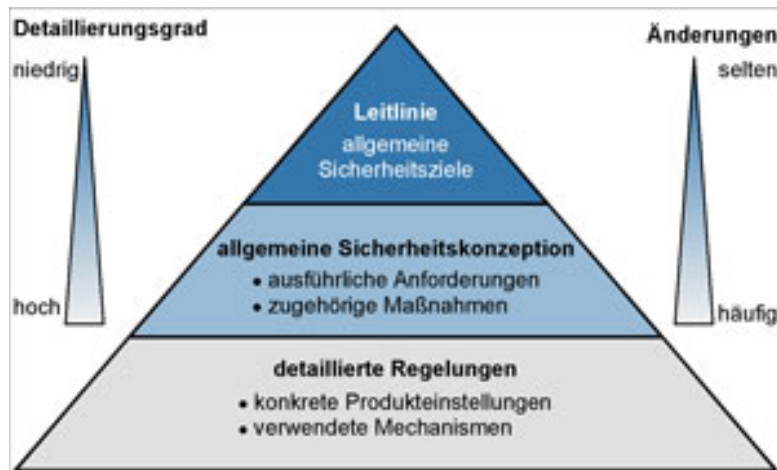 Detaillierungsgrad
niedrig
hoch
Änderungen
selten
häufig
Leitlinie
allgemeine
Sicherheitsziele
allgemeine Sicherheitskonzeption
• ausführliche Anforderungen
• zugehörige Maßnahmen
detaillierte Regelungen
• konkrete Produkteinstellungen
• verwendete Mechanismen